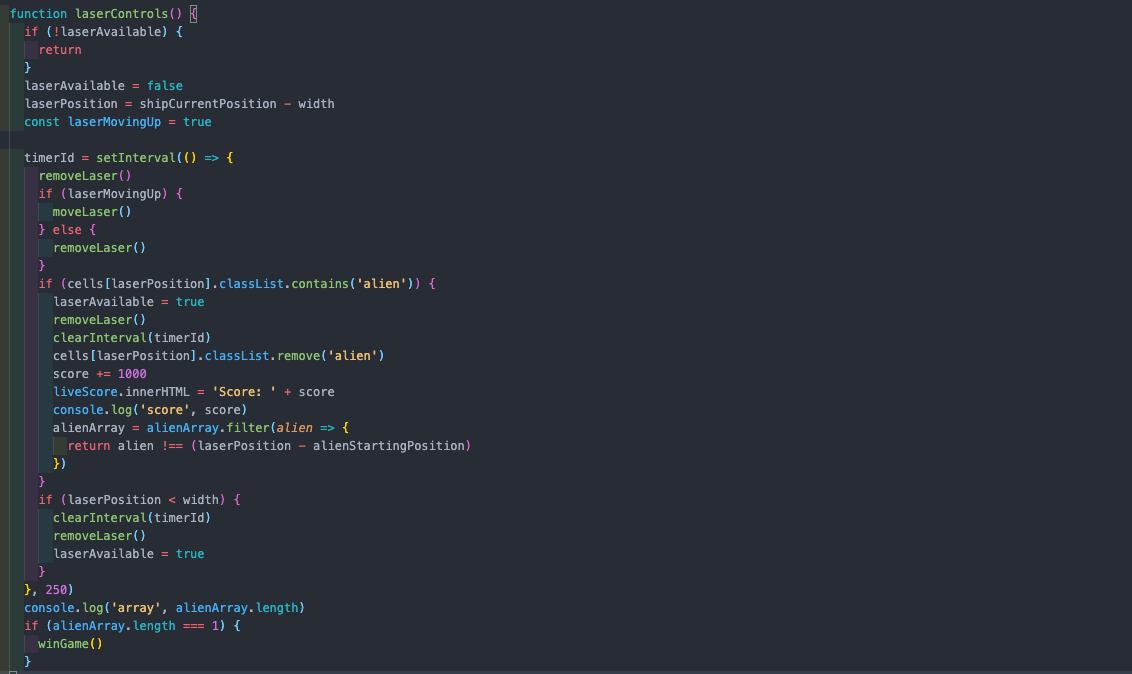 function laserControls() {
  if (!laserAvailable) {
    return
  }
  laserAvailable = false
  laserPosition = shipCurrentPosition - width
  const laserMovingUp = true

  timerId = setInterval(() => {
    removeLaser()
    if (laserMovingUp) {
      moveLaser()
    } else {
      removeLaser()
    }
    if (cells[laserPosition].classList.contains('alien')) {
      laserAvailable = true
      removeLaser()
      clearInterval(timerId)
      cells[laserPosition].classList.remove('alien')
      score += 1000
      liveScore.innerHTML = 'Score: ' + score
      console.log('score', score)
      alienArray = alienArray.filter(alien => {
        return alien !== (laserPosition - alienStartingPosition)
      })
    }
    if (laserPosition < width) {
      clearInterval(timerId)
      removeLaser()
      laserAvailable = true
    }
  }, 250)
  console.log('array', alienArray.length)
  if (alienArray.length === 1) {
    winGame()
  }